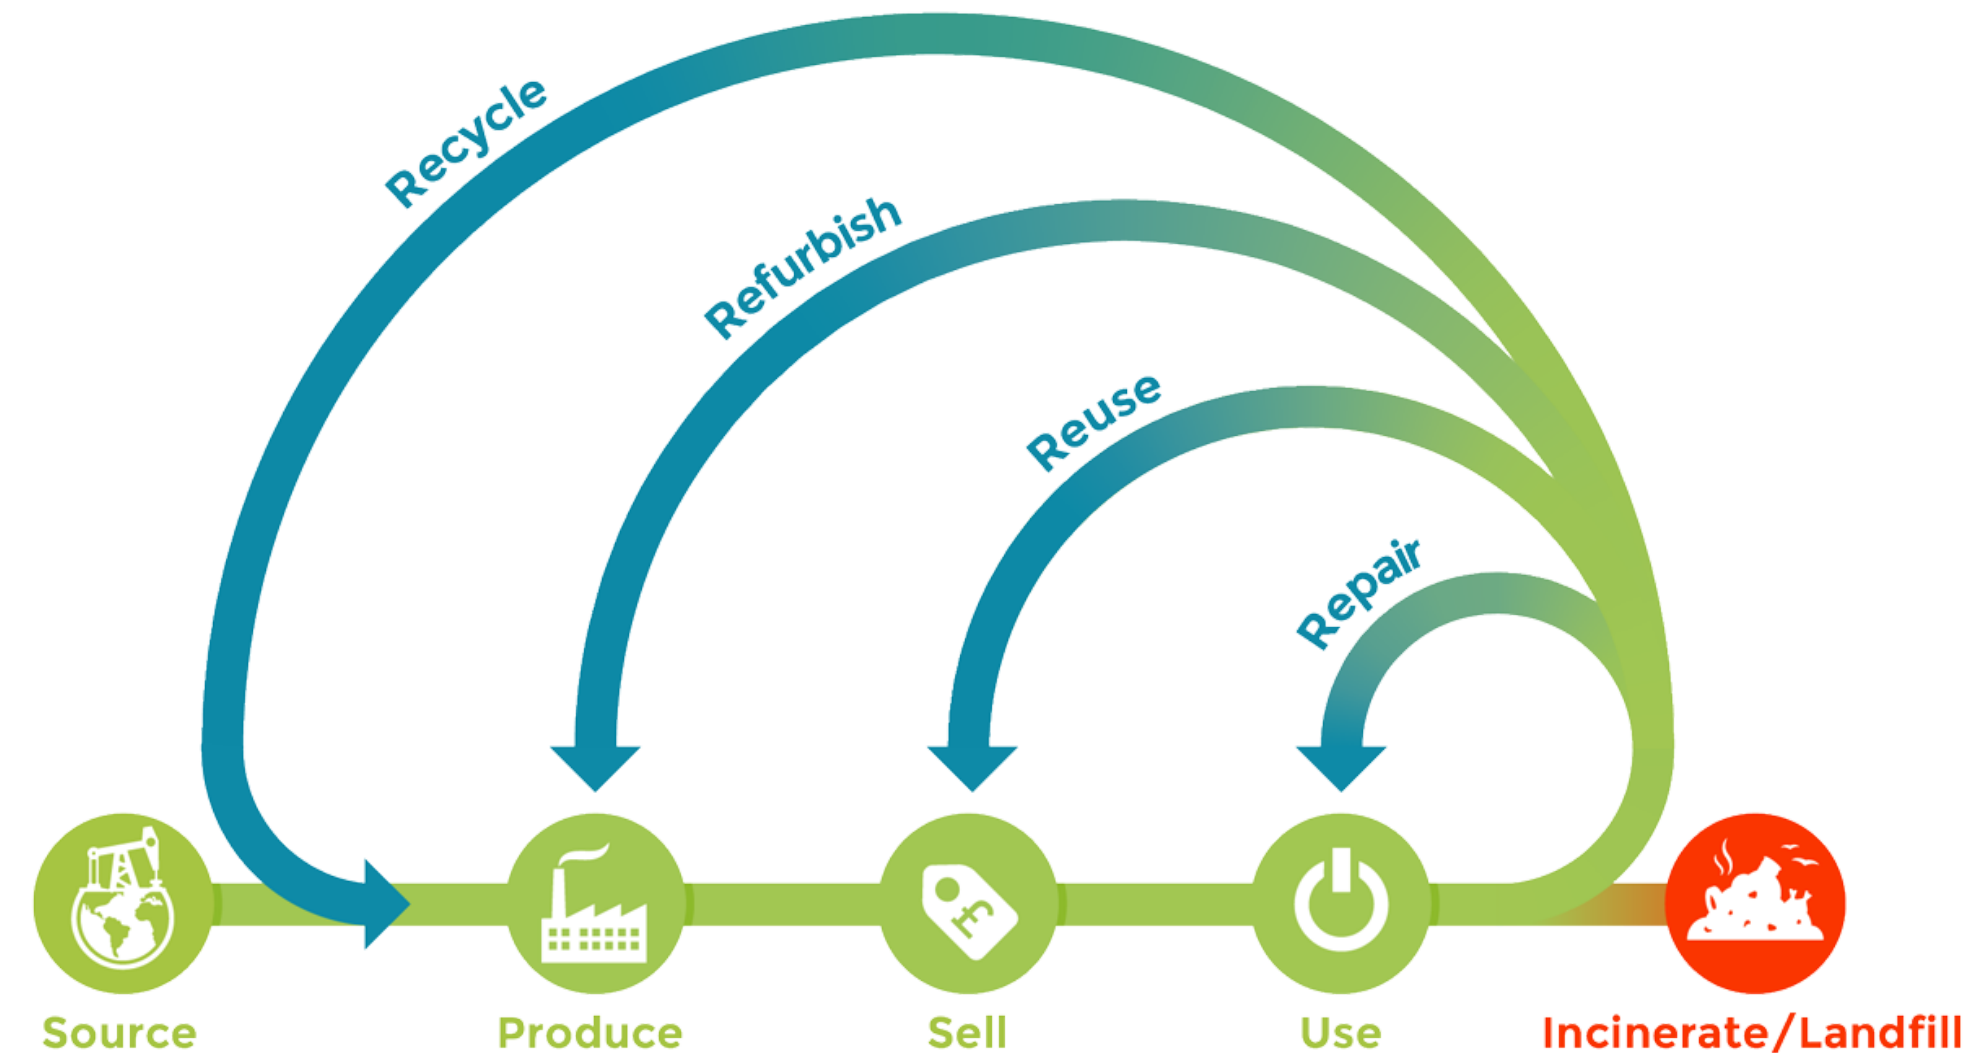 Recycle
Refurbish
Reuse
Repair
£
Source
Produce
Sell
Use
Incinerate/Landfill